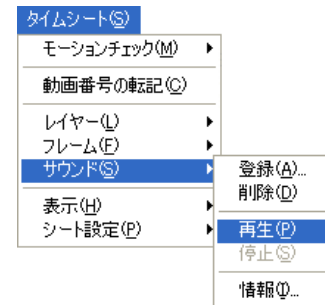 タイムシート(S)
モーションチェック(M)
動画番号の転記(C)
レイヤー(L)
フレーム(F)
サウンド(S)
表示(H)
シート設定(P)
登録(A)...
削除(D)
再生(P)
停止(S)
情報(I)...